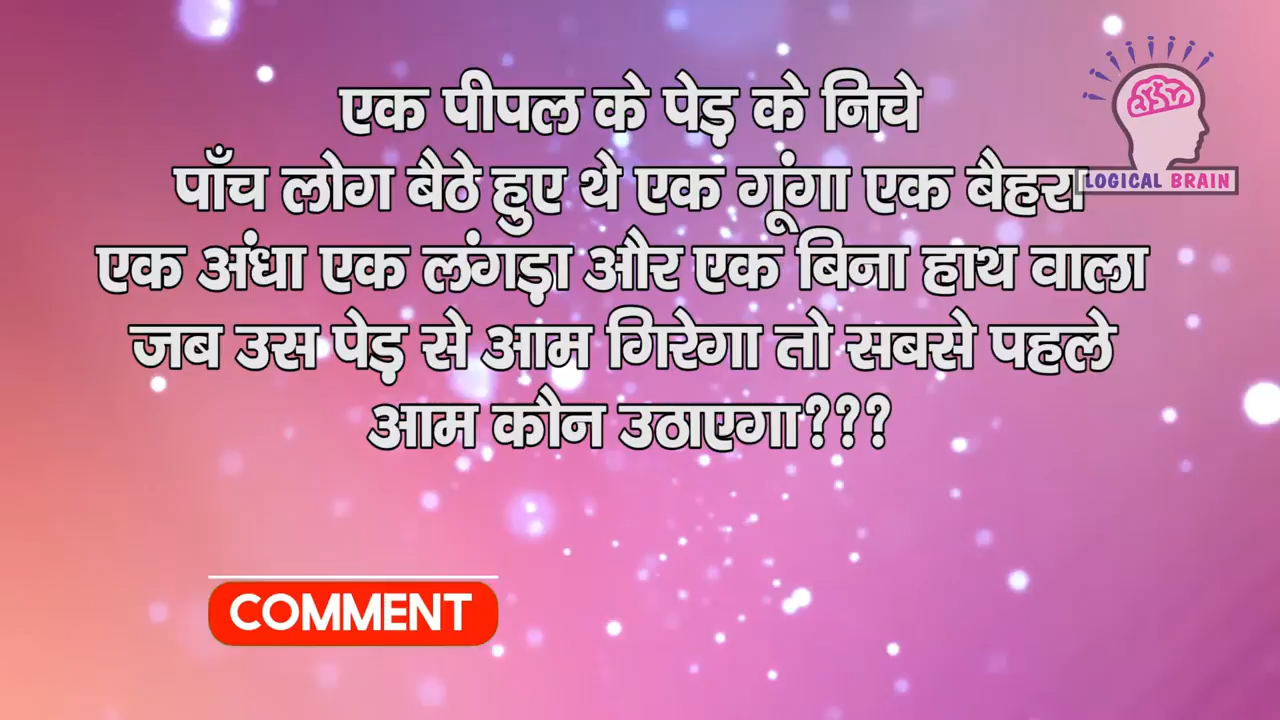 एक पीपल के पेड़ के निचे
पाँच लोग बैठे हुए थे एक गूंगा एक बैहरा
LOGICAL BRAIN
एक अंधा एक लंगड़ा और एक बिना हाथ वाला
जब उस पेड़ से आम गिरेगा तो सबसे पहले
आम कौन उठाएगा???
COMMENT